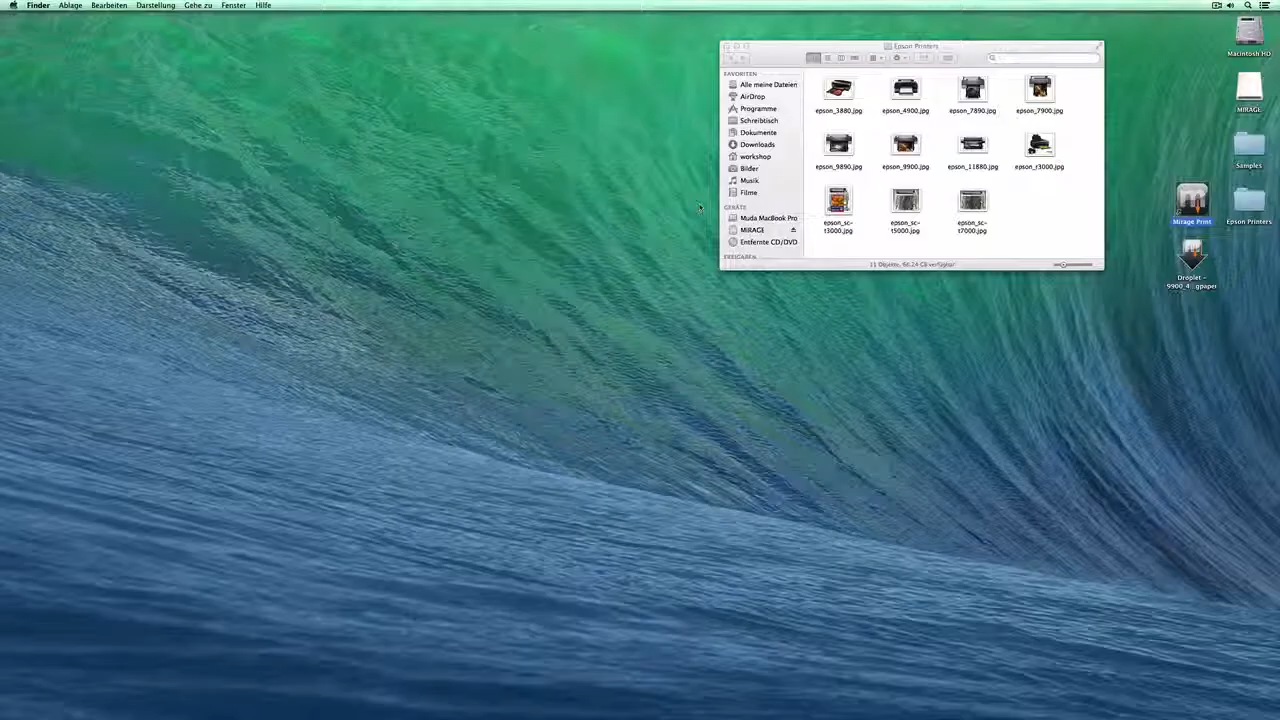 Finder Ablage Bearbeiten Darstellung Gehe zu Fenster Hilfe
Epson Printers
FAVORITEN
Alle meine Dateien
AirDrop
Programme
Schreibtisch
Dokumente
Downloads
workshop
Bilder
Musik
Filme
GERÄTE
Muda MacBook Pro
MIRAGE
Entfernte CD/DVD
FREIGABEN
epson_3880.jpg epson_4900.jpg epson_7890.jpg epson_7900.jpg
epson_9890.jpg epson_9900.jpg epson_11880.jpg epson_r3000.jpg
epson_sc-t3000.jpg epson_sc-t5000.jpg epson_sc-t7000.jpg
11 Objekte, 60,24 GB verfügbar
Macintosh HD
MIRAGE
Samples
Mirage Print
Epson Printers
Droplet –
9900_4...gpaper